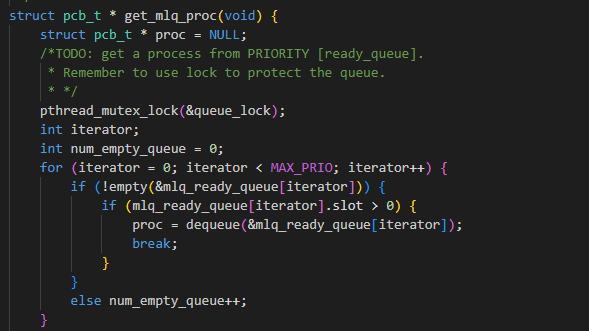 struct pcb_t * get_mlq_proc(void) {
    struct pcb_t * proc = NULL;
    /*TODO: get a process from PRIORITY [ready_queue].
     * Remember to use lock to protect the queue.
     * */
    pthread_mutex_lock(&queue_lock);
    int iterator;
    int num_empty_queue = 0;
    for (iterator = 0; iterator < MAX_PRIO; iterator++) {
        if (!empty(&mlq_ready_queue[iterator])) {
            if (mlq_ready_queue[iterator].slot > 0) {
                proc = dequeue(&mlq_ready_queue[iterator]);
                break;
            }
        }
        else num_empty_queue++;
    }